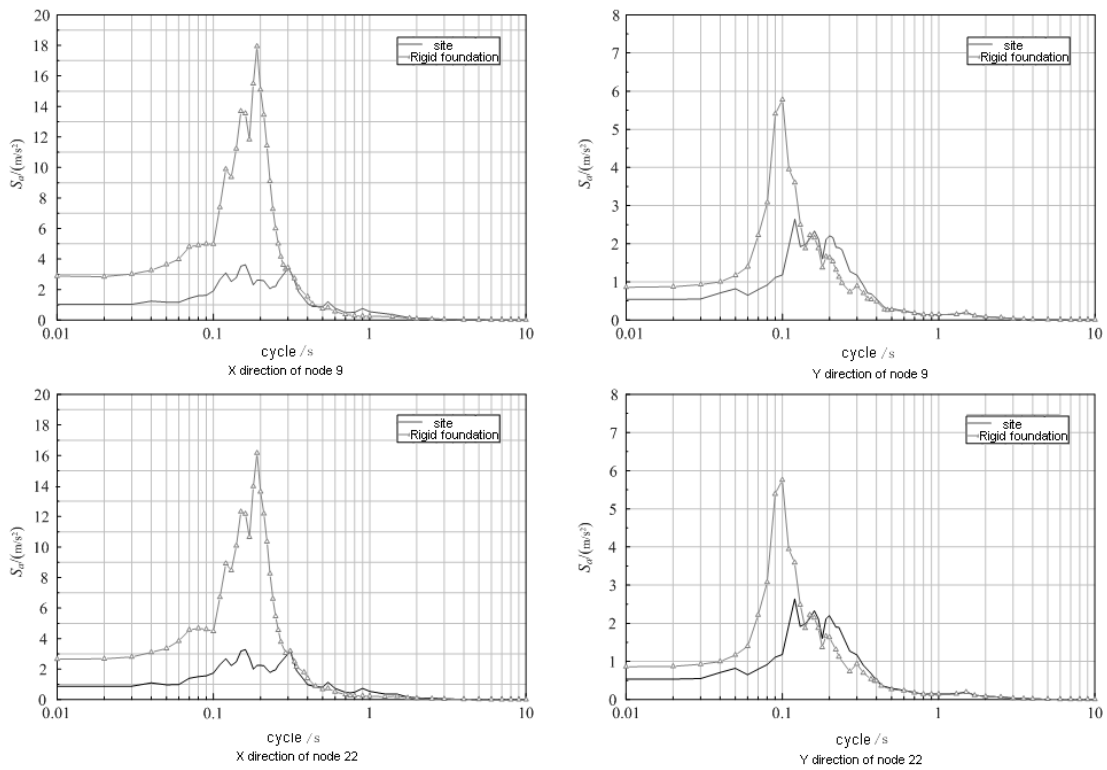 20
18
16
14
12
10
8
6
4
2
0
Sa/(m/s²)
site
Rigid foundation
0.01 0.1 1 10
cycle /s
X direction of node 9
8
7
6
5
4
3
2
1
0
Sa/(m/s²)
site
Rigid foundation
0.01 0.1 1 10
cycle /s
Y direction of node 9
20
18
16
14
12
10
8
6
4
2
0
Sa/(m/s²)
site
Rigid foundation
0.01 0.1 1 10
cycle /s
X direction of node 22
8
7
6
5
4
3
2
1
0
Sa/(m/s²)
site
Rigid foundation
0.01 0.1 1 10
cycle /s
Y direction of node 22